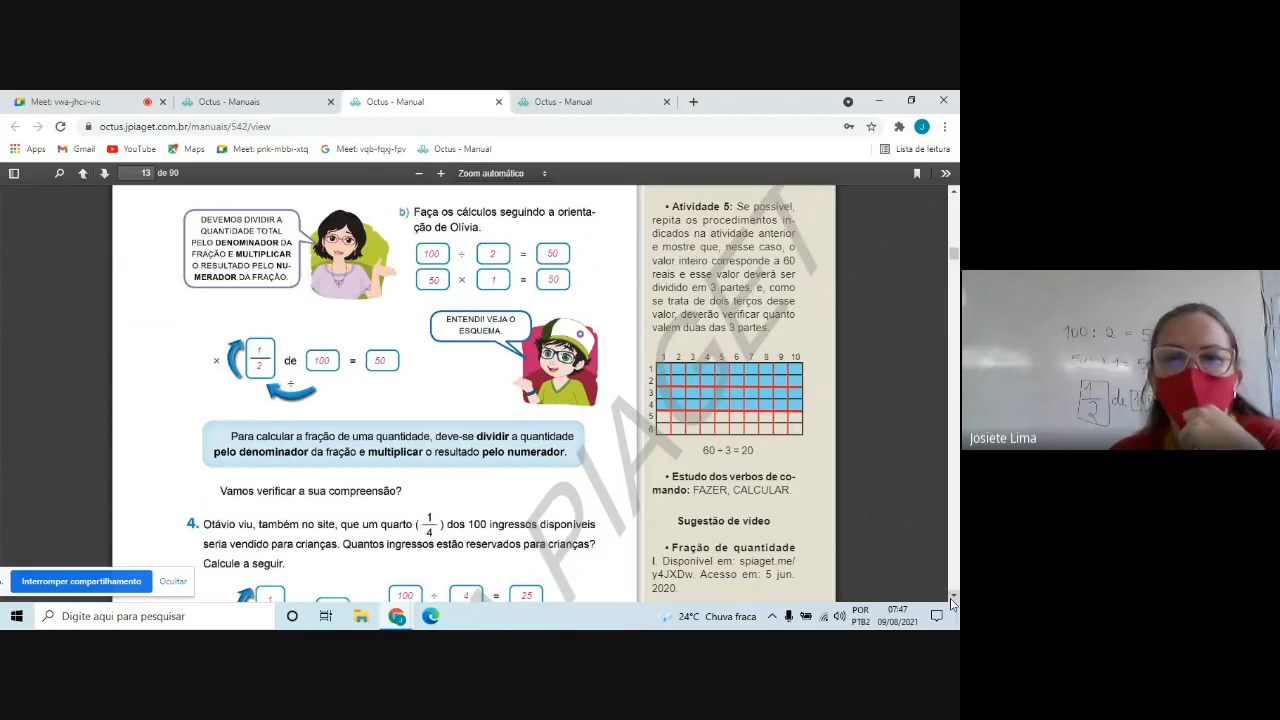 Meet: vwa-jhcv-vic
Octus - Manuais
Octus - Manual
Octus - Manual
octus.jpiaget.com.br/manuais/542/view
Apps
Gmail
YouTube
Maps
Meet: pnk-mbbi-xtq
Meet: vqb-fqxj-fpv
Octus - Manual
Lista de leitura
13 de 90
Zoom automático
DEVEMOS DIVIDIR A
QUANTIDADE TOTAL
PELO DENOMINADOR DA
FRAÇÃO E MULTIPLICAR
O RESULTADO PELO NU-
MERADOR DA FRAÇÃO.
b) Faça os cálculos seguindo a orienta-
ção de Olívia.
100 ÷ 2 = 50
50 × 1 = 50
ENTENDI! VEJA O
ESQUEMA.
× 1/2 de 100 = 50
÷
Para calcular a fração de uma quantidade, deve-se dividir a quantidade
pelo denominador da fração e multiplicar o resultado pelo numerador.
Vamos verificar a sua compreensão?
4. Otávio viu, também no site, que um quarto ( 1/4 ) dos 100 ingressos disponíveis
seria vendido para crianças. Quantos ingressos estão reservados para crianças?
Calcule a seguir.
1
100 ÷ 4 = 25
• Atividade 5: Se possível,
repita os procedimentos in-
dicados na atividade anterior
e mostre que, nesse caso, o
valor inteiro corresponde a 60
reais e esse valor deverá ser
dividido em 3 partes; e, como
se trata de dois terços desse
valor, deverão verificar quanto
valem duas das 3 partes.
1 2 3 4 5 6 7 8 9 10
1
2
3
4
5
6
60 ÷ 3 = 20
• Estudo dos verbos de co-
mando: FAZER, CALCULAR.
Sugestão de vídeo
• Fração de quantidade
I. Disponível em: spiaget.me/
y4JXDw. Acesso em: 5 jun.
2020.
PIAGET
Interromper compartilhamento
Ocultar
Digite aqui para pesquisar
24°C Chuva fraca
POR
PTB2
07:47
09/08/2021
100 : 2 = 5
1/2 de
Josiete Lima